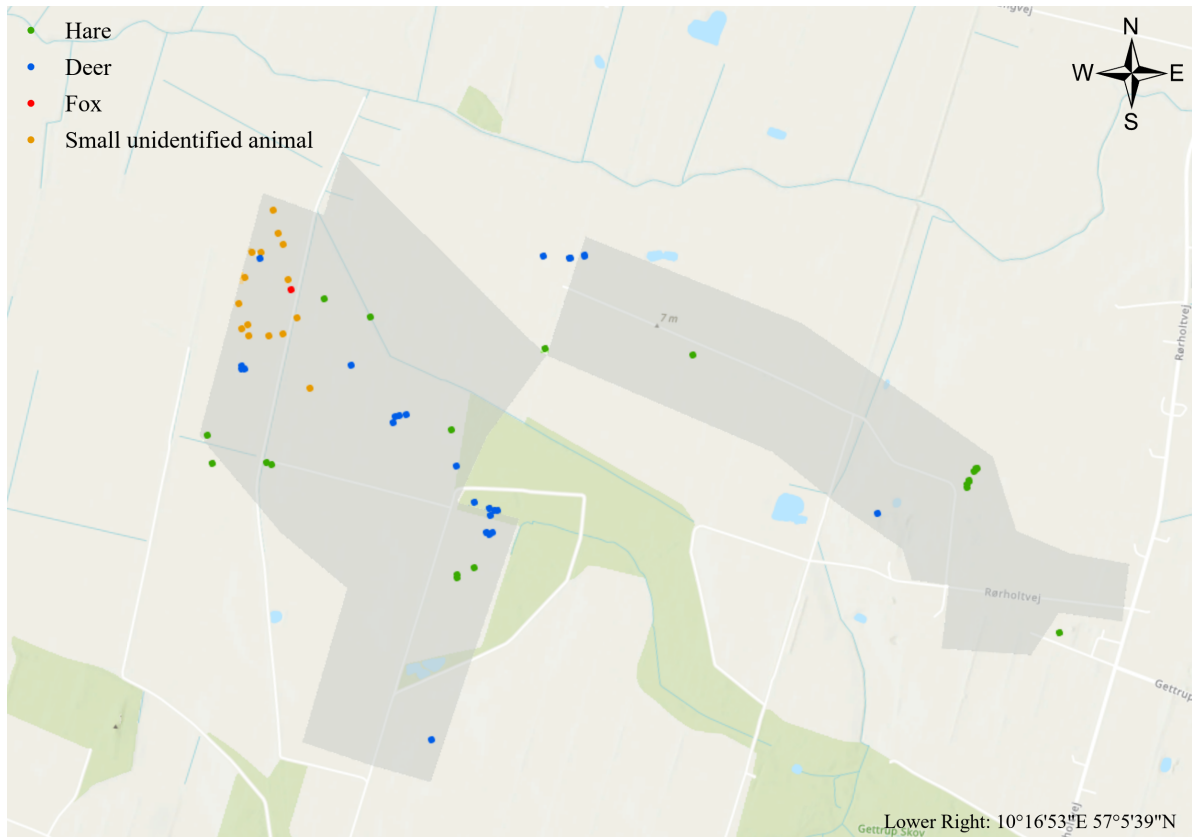 Hare
Deer
Fox
Small unidentified animal
N
W E
S
7 m
Rørholtvej
Rørholtvej
Gettrup
Gettrup Skov
Lower Right: 10°16'53"E 57°5'39"N